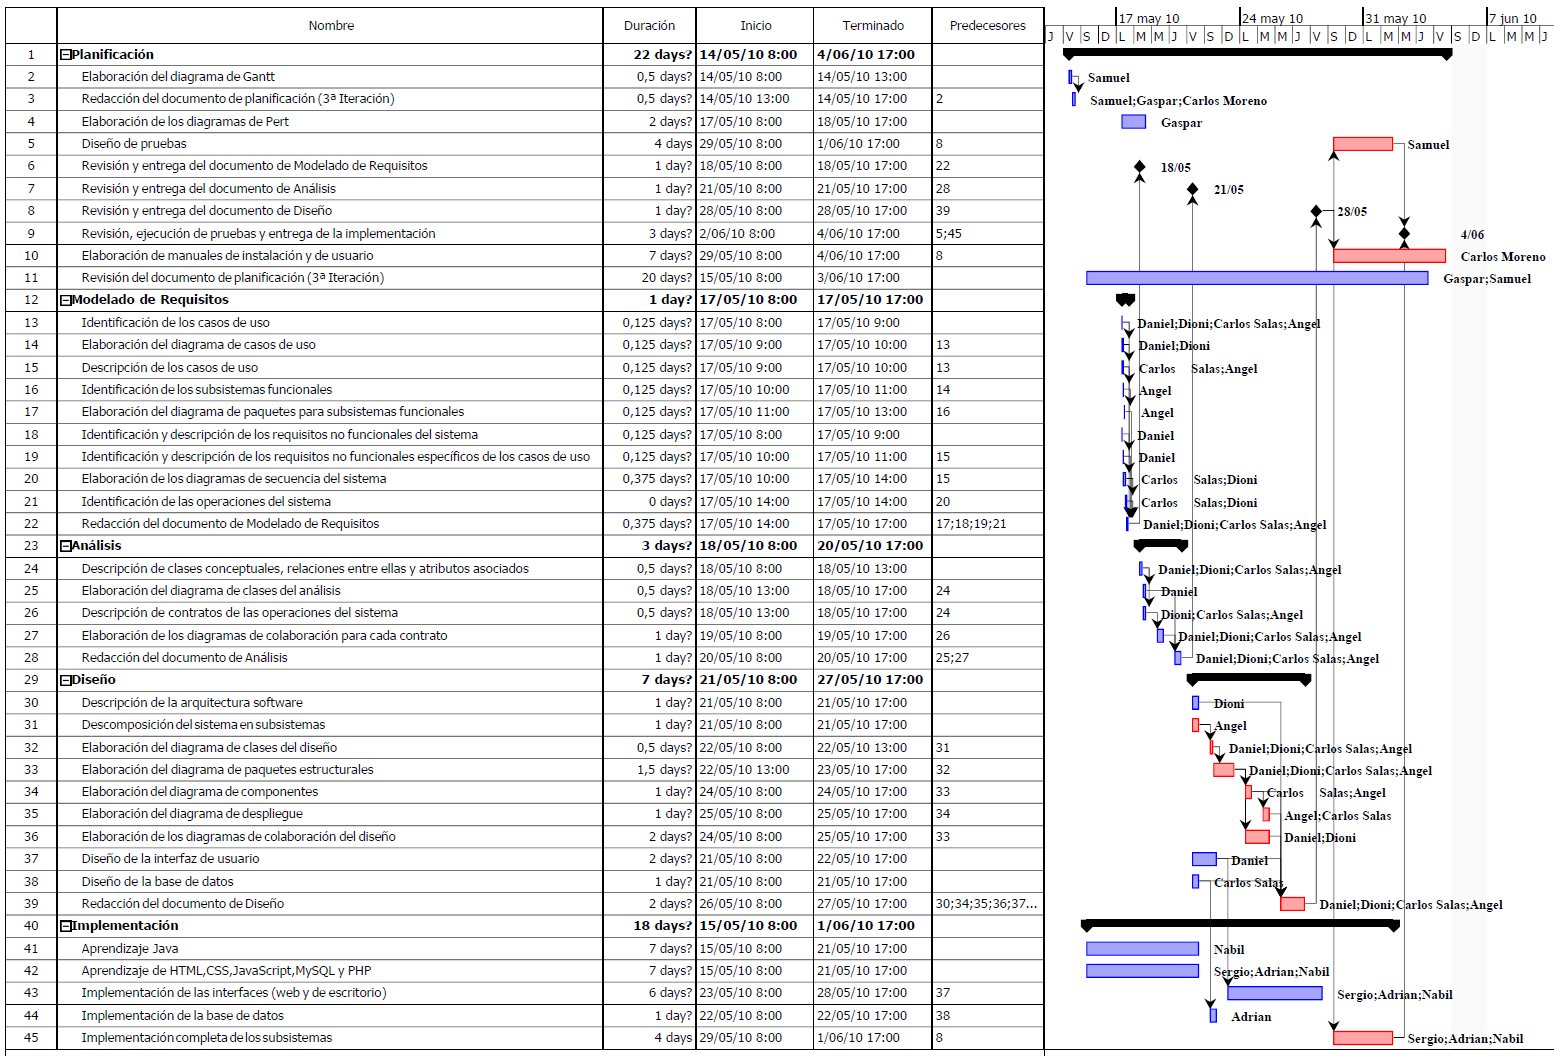 Nombre Duración Inicio Terminado Predecesores 17 may 10 24 may 10 31 may 10 7 jun 10
J V S D L M M J V S D L M M J V S D L M M J V S D L M M J
1 Planificación 22 days? 14/05/10 8:00 4/06/10 17:00
2 Elaboración del diagrama de Gantt 0,5 days? 14/05/10 8:00 14/05/10 13:00 Samuel
3 Redacción del documento de planificación (3ª Iteración) 0,5 days? 14/05/10 13:00 14/05/10 17:00 2 Samuel;Gaspar;Carlos Moreno
4 Elaboración de los diagramas de Pert 2 days? 17/05/10 8:00 18/05/10 17:00 Gaspar
5 Diseño de pruebas 4 days 29/05/10 8:00 1/06/10 17:00 8 Samuel
6 Revisión y entrega del documento de Modelado de Requisitos 1 day? 18/05/10 8:00 18/05/10 17:00 22 18/05
7 Revisión y entrega del documento de Análisis 1 day? 21/05/10 8:00 21/05/10 17:00 28 21/05
8 Revisión y entrega del documento de Diseño 1 day? 28/05/10 8:00 28/05/10 17:00 39 28/05
9 Revisión, ejecución de pruebas y entrega de la implementación 3 days? 2/06/10 8:00 4/06/10 17:00 5;45 4/06
10 Elaboración de manuales de instalación y de usuario 7 days? 29/05/10 8:00 4/06/10 17:00 8 Carlos Moreno
11 Revisión del documento de planificación (3ª Iteración) 20 days? 15/05/10 8:00 3/06/10 17:00 Gaspar;Samuel
12 Modelado de Requisitos 1 day? 17/05/10 8:00 17/05/10 17:00
13 Identificación de los casos de uso 0,125 days? 17/05/10 8:00 17/05/10 9:00 Daniel;Dioni;Carlos Salas;Angel
14 Elaboración del diagrama de casos de uso 0,125 days? 17/05/10 9:00 17/05/10 10:00 13 Daniel;Dioni
15 Descripción de los casos de uso 0,125 days? 17/05/10 9:00 17/05/10 10:00 13 Carlos Salas;Angel
16 Identificación de los subsistemas funcionales 0,125 days? 17/05/10 10:00 17/05/10 11:00 14 Angel
17 Elaboración del diagrama de paquetes para subsistemas funcionales 0,125 days? 17/05/10 11:00 17/05/10 13:00 16 Angel
18 Identificación y descripción de los requisitos no funcionales del sistema 0,125 days? 17/05/10 8:00 17/05/10 9:00 Daniel
19 Identificación y descripción de los requisitos no funcionales específicos de los casos de uso 0,125 days? 17/05/10 10:00 17/05/10 11:00 15 Daniel
20 Elaboración de los diagramas de secuencia del sistema 0,375 days? 17/05/10 10:00 17/05/10 14:00 15 Carlos Salas;Dioni
21 Identificación de las operaciones del sistema 0 days? 17/05/10 14:00 17/05/10 14:00 20 Carlos Salas;Dioni
22 Redacción del documento de Modelado de Requisitos 0,375 days? 17/05/10 14:00 17/05/10 17:00 17;18;19;21 Daniel;Dioni;Carlos Salas;Angel
23 Análisis 3 days? 18/05/10 8:00 20/05/10 17:00
24 Descripción de clases conceptuales, relaciones entre ellas y atributos asociados 0,5 days? 18/05/10 8:00 18/05/10 13:00 Daniel;Dioni;Carlos Salas;Angel
25 Elaboración del diagrama de clases del análisis 0,5 days? 18/05/10 13:00 18/05/10 17:00 24 Daniel
26 Descripción de contratos de las operaciones del sistema 0,5 days? 18/05/10 13:00 18/05/10 17:00 24 Dioni;Carlos Salas;Angel
27 Elaboración de los diagramas de colaboración para cada contrato 1 day? 19/05/10 8:00 19/05/10 17:00 26 Daniel;Dioni;Carlos Salas;Angel
28 Redacción del documento de Análisis 1 day? 20/05/10 8:00 20/05/10 17:00 25;27 Daniel;Dioni;Carlos Salas;Angel
29 Diseño 7 days? 21/05/10 8:00 27/05/10 17:00
30 Descripción de la arquitectura software 1 day? 21/05/10 8:00 21/05/10 17:00 Dioni
31 Descomposición del sistema en subsistemas 1 day? 21/05/10 8:00 21/05/10 17:00 Angel
32 Elaboración del diagrama de clases del diseño 0,5 days? 22/05/10 8:00 22/05/10 13:00 31 Daniel;Dioni;Carlos Salas;Angel
33 Elaboración del diagrama de paquetes estructurales 1,5 days? 22/05/10 13:00 23/05/10 17:00 32 Daniel;Dioni;Carlos Salas;Angel
34 Elaboración del diagrama de componentes 1 day? 24/05/10 8:00 24/05/10 17:00 33 Carlos Salas;Angel
35 Elaboración del diagrama de despliegue 1 day? 25/05/10 8:00 25/05/10 17:00 34 Angel;Carlos Salas
36 Elaboración de los diagramas de colaboración del diseño 2 days? 24/05/10 8:00 25/05/10 17:00 33 Daniel;Dioni
37 Diseño de la interfaz de usuario 2 days? 21/05/10 8:00 22/05/10 17:00 Daniel
38 Diseño de la base de datos 1 day? 21/05/10 8:00 21/05/10 17:00 Carlos Salas
39 Redacción del documento de Diseño 2 days? 26/05/10 8:00 27/05/10 17:00 30;34;35;36;37... Daniel;Dioni;Carlos Salas;Angel
40 Implementación 18 days? 15/05/10 8:00 1/06/10 17:00
41 Aprendizaje Java 7 days? 15/05/10 8:00 21/05/10 17:00 Nabil
42 Aprendizaje de HTML,CSS,JavaScript,MySQL y PHP 7 days? 15/05/10 8:00 21/05/10 17:00 Sergio;Adrian;Nabil
43 Implementación de las interfaces (web y de escritorio) 6 days? 23/05/10 8:00 28/05/10 17:00 37 Sergio;Adrian;Nabil
44 Implementación de la base de datos 1 day? 22/05/10 8:00 22/05/10 17:00 38 Adrian
45 Implementación completa de los subsistemas 4 days 29/05/10 8:00 1/06/10 17:00 8 Sergio;Adrian;Nabil